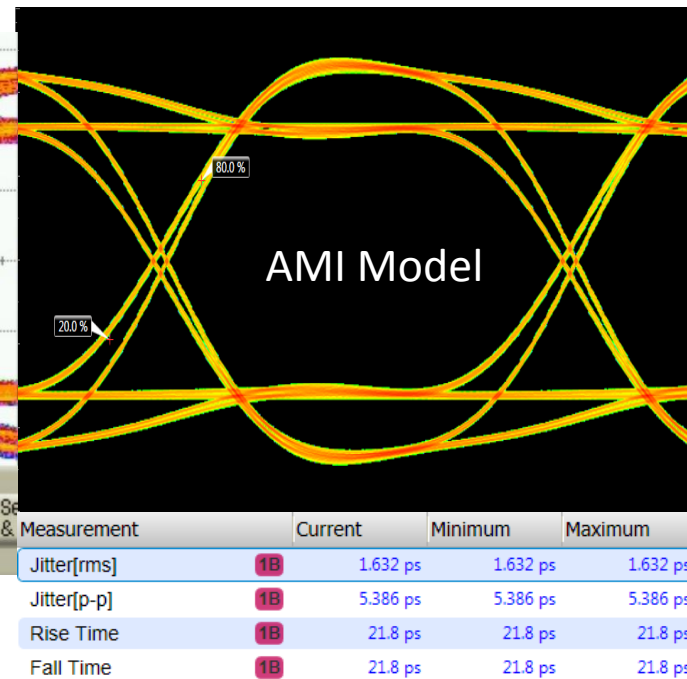 80.0 %
AMI Model
20.0 %
Se
&
Measurement Current Minimum Maximum
Jitter[rms] 1B 1.632 ps 1.632 ps 1.632 ps
Jitter[p-p] 1B 5.386 ps 5.386 ps 5.386 ps
Rise Time 1B 21.8 ps 21.8 ps 21.8 ps
Fall Time 1B 21.8 ps 21.8 ps 21.8 ps